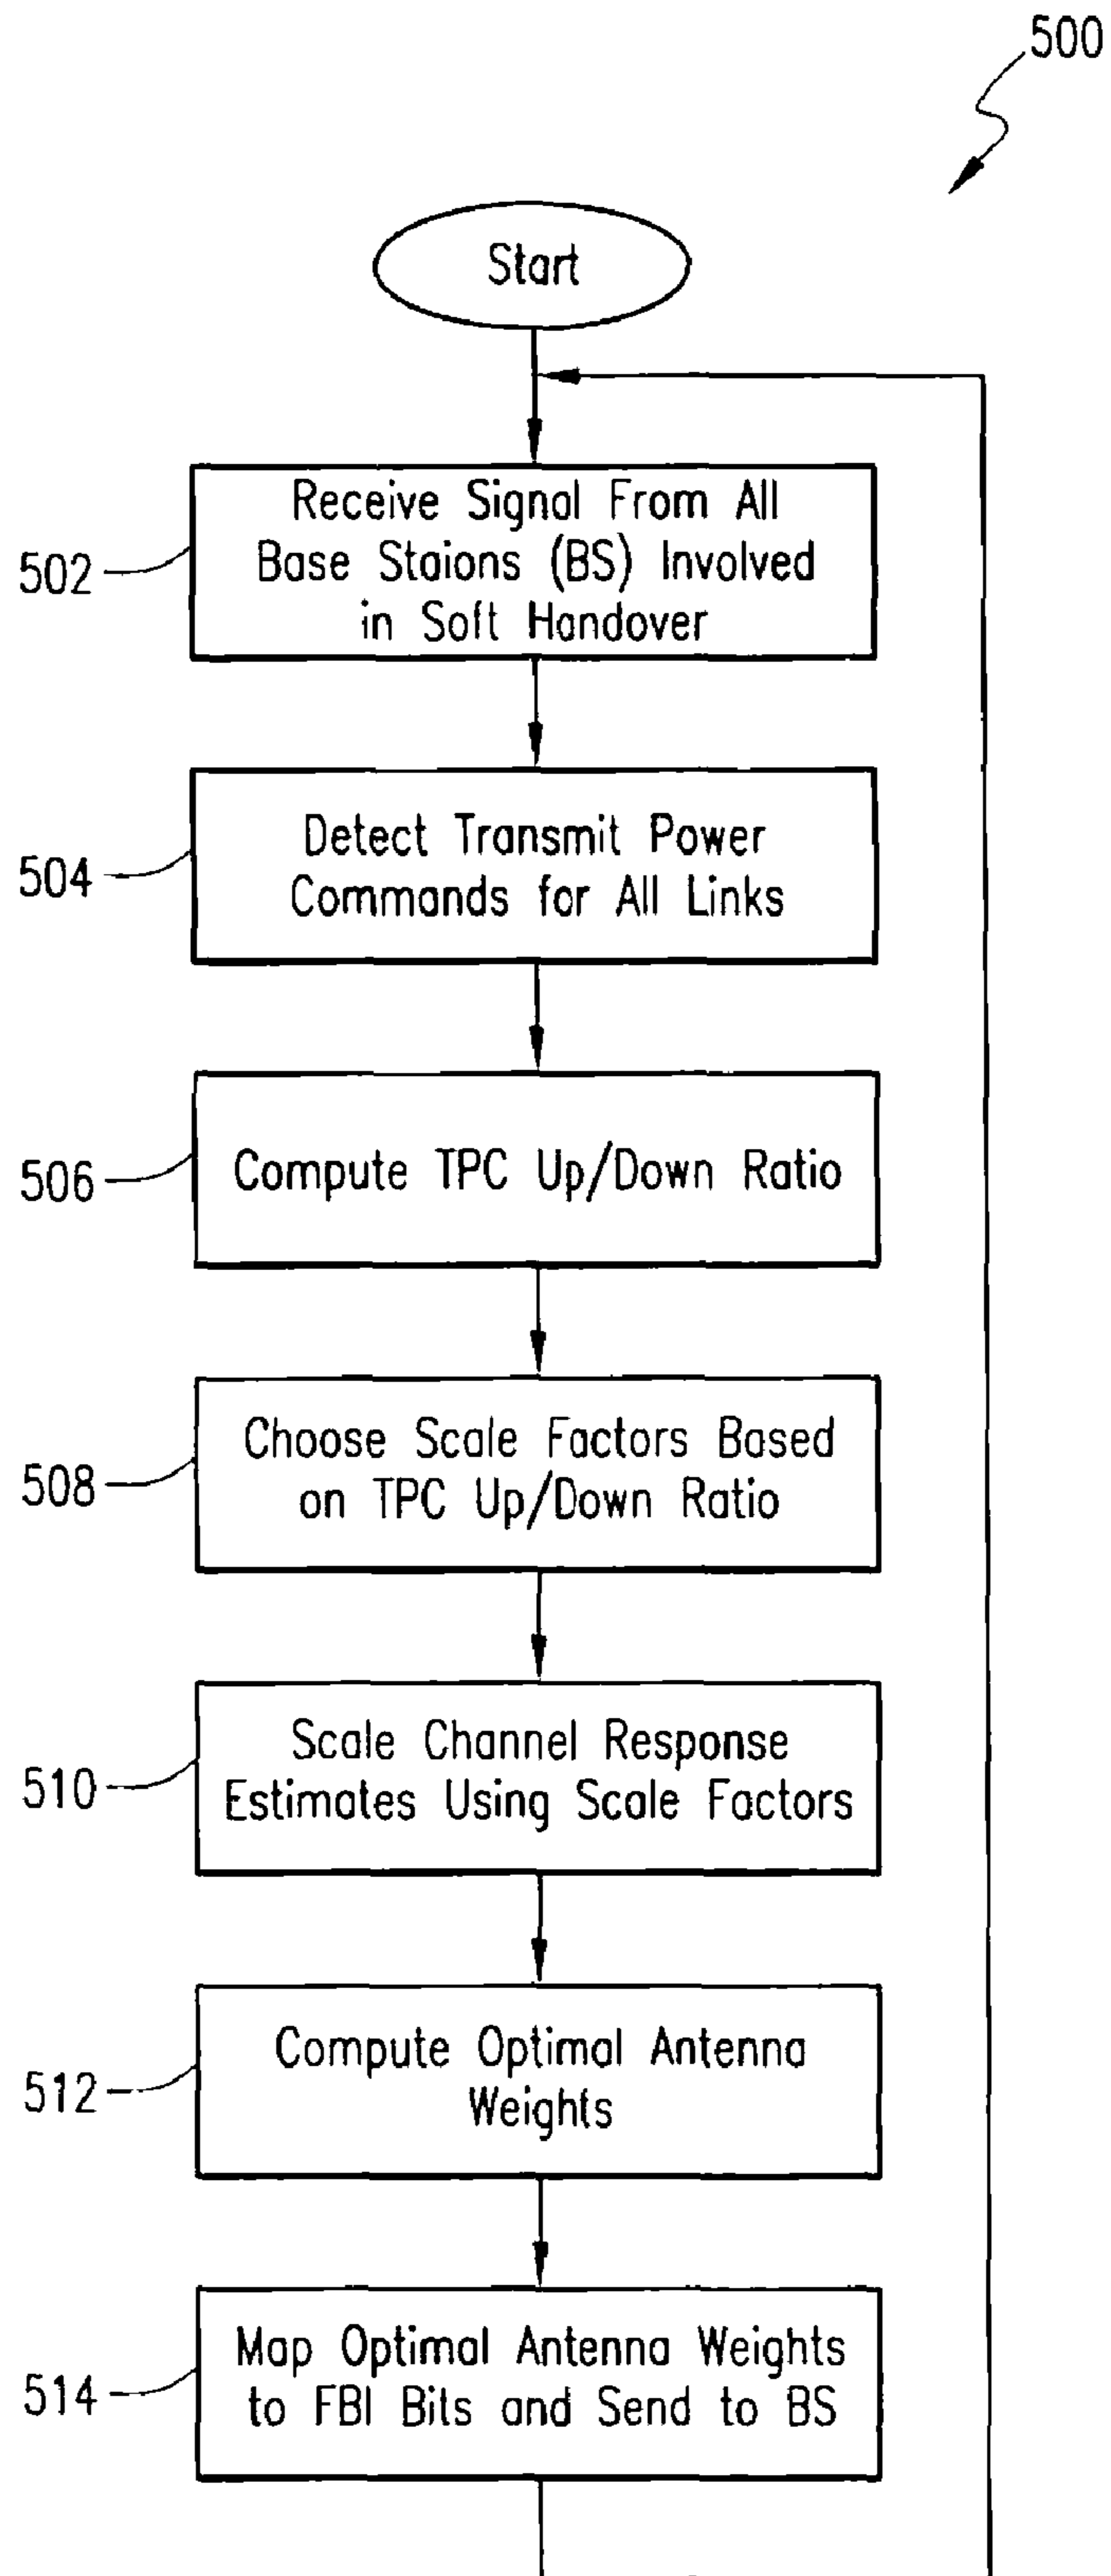 500
Start
502
Receive Signal From All
Base Staions (BS) Involved
in Soft Handover
504
Detect Transmit Power
Commands for All Links
506
Compute TPC Up/Down Ratio
508
Choose Scale Factors Based
on TPC Up/Down Ratio
510
Scale Channel Response
Estimates Using Scale Factors
512
Compute Optimal Antenna
Weights
514
Map Optimal Antenna Weights
to FBI Bits and Send to BS